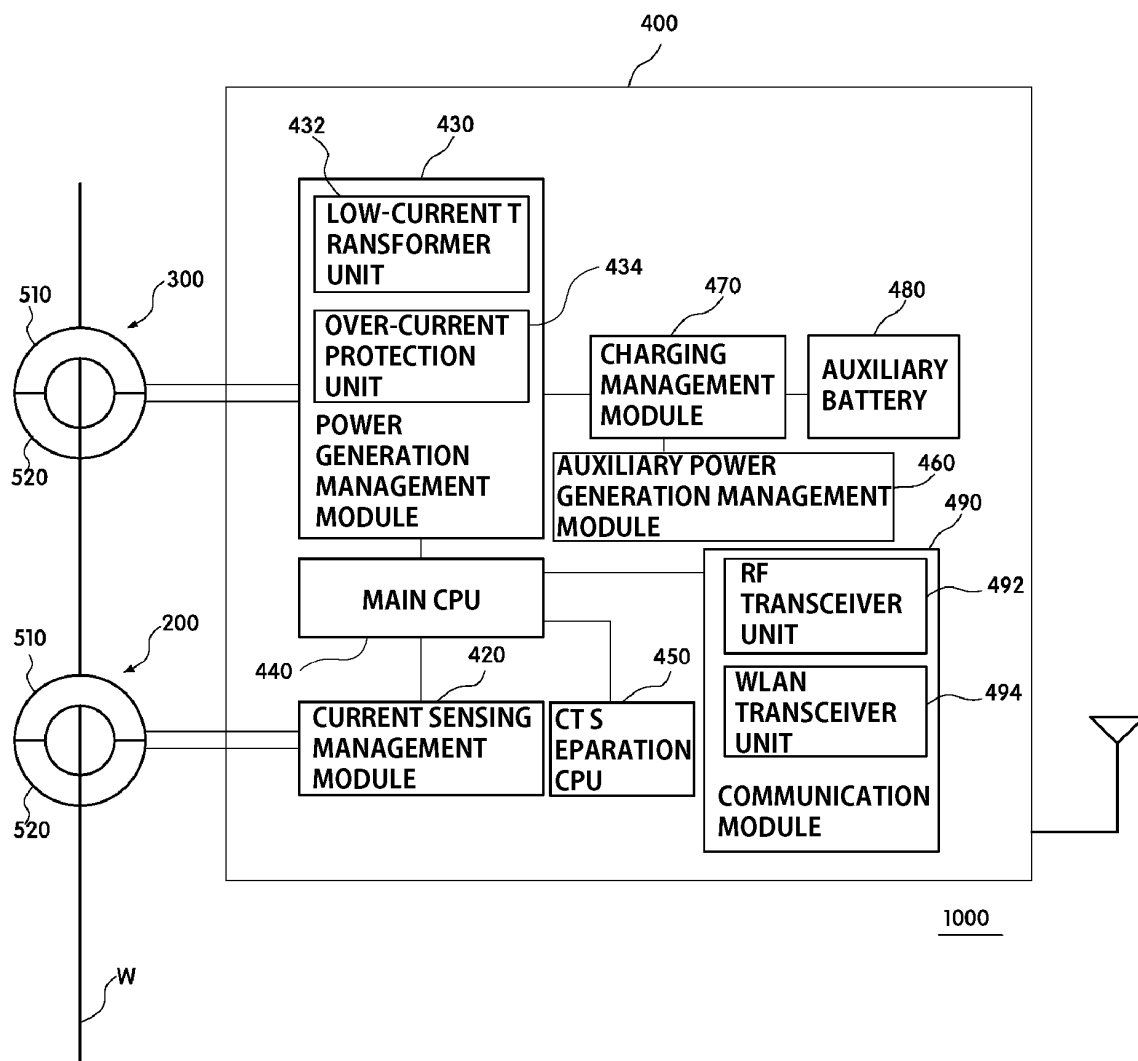 400
432
430
LOW-CURRENT T
RANSFORMER
UNIT
434
OVER-CURRENT
PROTECTION
UNIT
POWER
GENERATION
MANAGEMENT
MODULE
510
300
520
470
480
CHARGING
MANAGEMENT
MODULE
AUXILIARY
BATTERY
AUXILIARY POWER
GENERATION MANAGEMENT
MODULE
460
490
MAIN CPU
440
RF
TRANSCEIVER
UNIT
492
WLAN
TRANSCEIVER
UNIT
494
COMMUNICATION
MODULE
510
200
520
420
450
CURRENT SENSING
MANAGEMENT
MODULE
CT S
EPARATION
CPU
1000
W